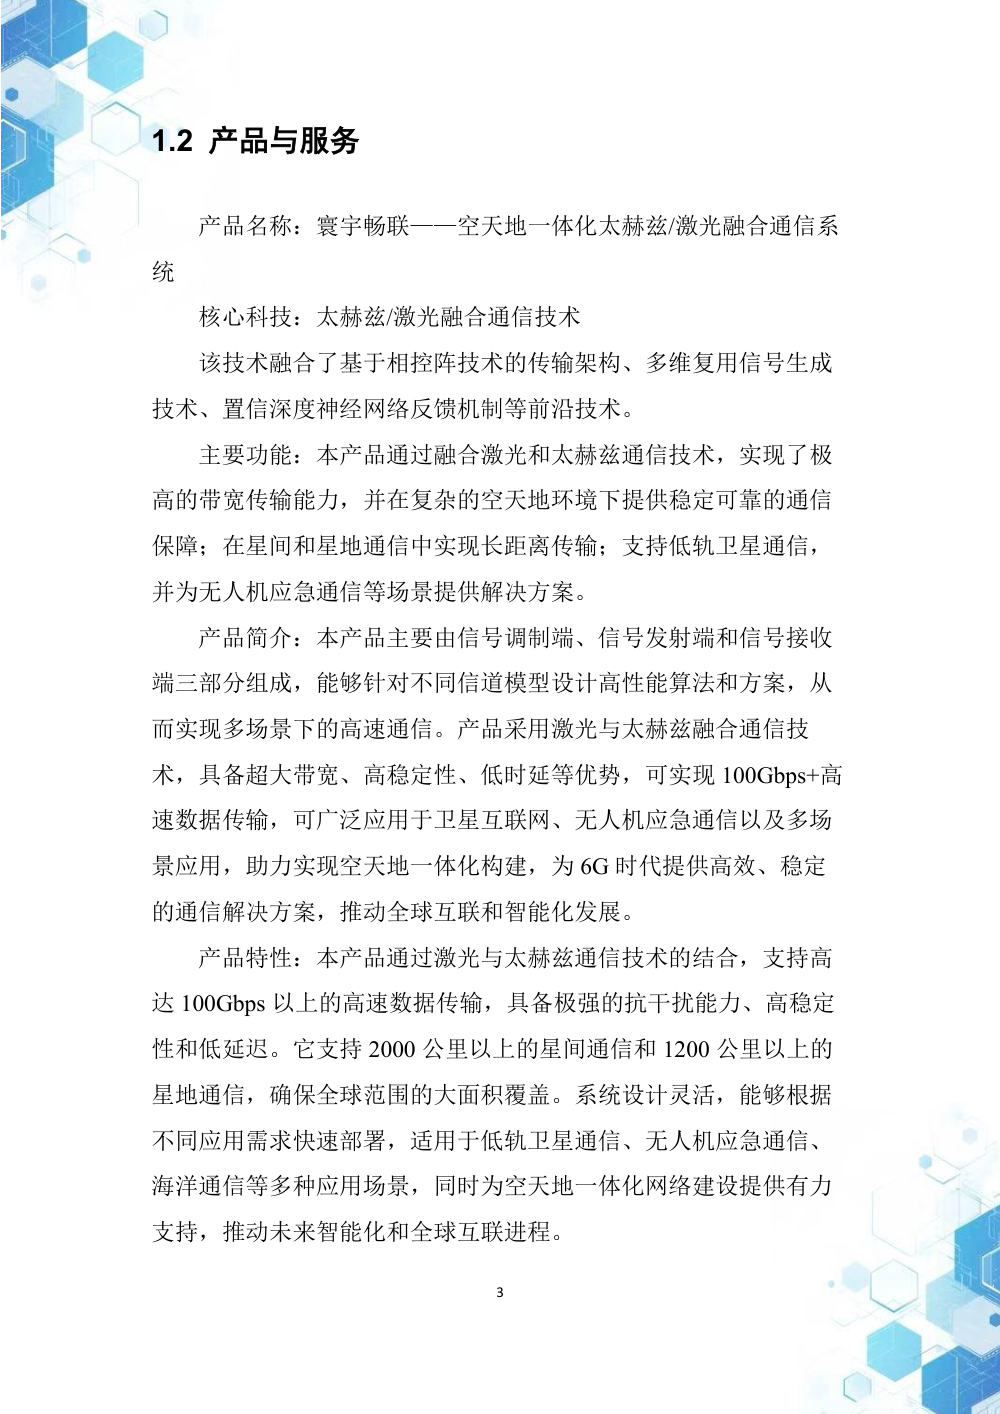 1.2 产品与服务
产品名称：寰宇畅联——空天地一体化太赫兹/激光融合通信系
统
核心科技：太赫兹/激光融合通信技术
该技术融合了基于相控阵技术的传输架构、多维复用信号生成
技术、置信深度神经网络反馈机制等前沿技术。
主要功能：本产品通过融合激光和太赫兹通信技术，实现了极
高的带宽传输能力，并在复杂的空天地环境下提供稳定可靠的通信
保障；在星间和星地通信中实现长距离传输；支持低轨卫星通信，
并为无人机应急通信等场景提供解决方案。
产品简介：本产品主要由信号调制端、信号发射端和信号接收
端三部分组成，能够针对不同信道模型设计高性能算法和方案，从
而实现多场景下的高速通信。产品采用激光与太赫兹融合通信技
术，具备超大带宽、高稳定性、低时延等优势，可实现 100Gbps+高
速数据传输，可广泛应用于卫星互联网、无人机应急通信以及多场
景应用，助力实现空天地一体化构建，为 6G 时代提供高效、稳定
的通信解决方案，推动全球互联和智能化发展。
产品特性：本产品通过激光与太赫兹通信技术的结合，支持高
达 100Gbps 以上的高速数据传输，具备极强的抗干扰能力、高稳定
性和低延迟。它支持 2000 公里以上的星间通信和 1200 公里以上的
星地通信，确保全球范围的大面积覆盖。系统设计灵活，能够根据
不同应用需求快速部署，适用于低轨卫星通信、无人机应急通信、
海洋通信等多种应用场景，同时为空天地一体化网络建设提供有力
支持，推动未来智能化和全球互联进程。
3